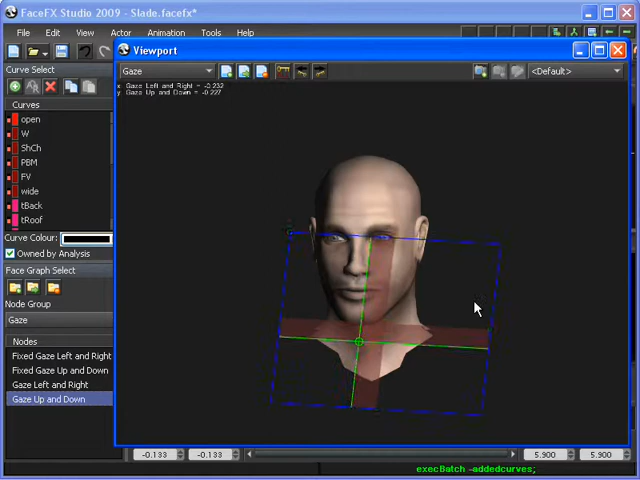 FaceFX Studio 2009 - Slade.facefx*
File Edit View Actor Animation Tools Help
Viewport
Curve Select
Gaze
<Default>
x Gaze Left and Right = -0.232
y Gaze Up and Down = -0.227
Curves
open
W
ShCh
PBM
FV
wide
tBack
tRoof
Curve Colour:
Owned by Analysis
Face Graph Select
Node Group
Gaze
Nodes
Fixed Gaze Left and Right
Fixed Gaze Up and Down
Gaze Left and Right
Gaze Up and Down
-0.133 -0.133 5.900 5.900
execBatch -addedcurves;